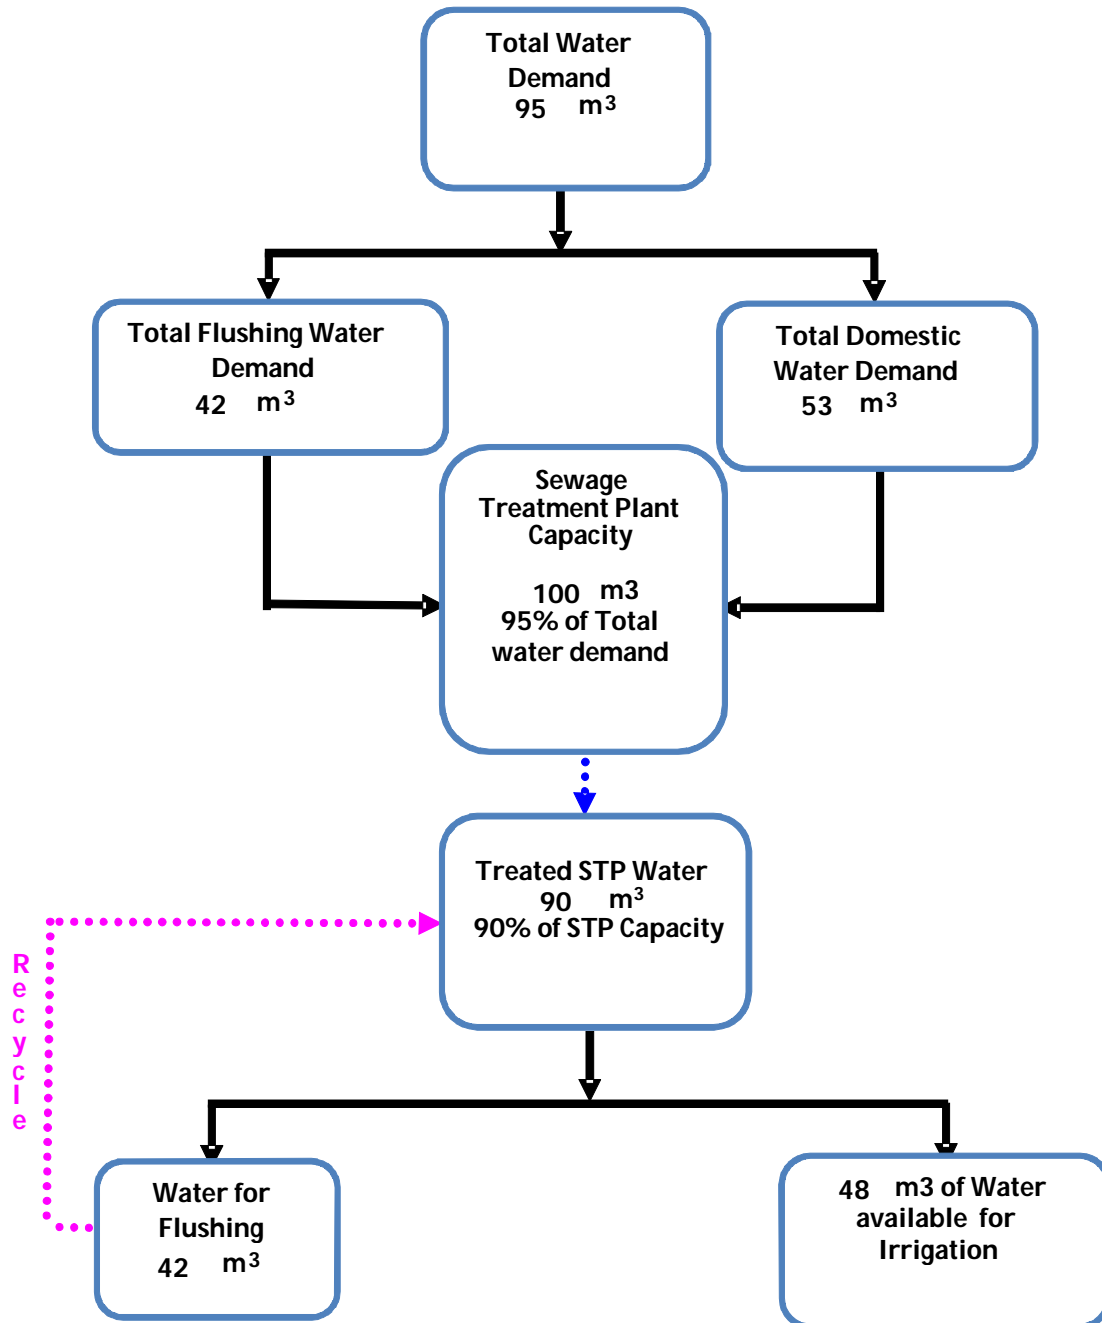 Total Water
Demand
95 m³
Total Flushing Water
Demand
42 m³
Total Domestic
Water Demand
53 m³
Sewage
Treatment Plant
Capacity
100 m3
95% of Total
water demand
Treated STP Water
90 m³
90% of STP Capacity
Recycle
Water for
Flushing
42 m³
48 m3 of Water
available for
Irrigation